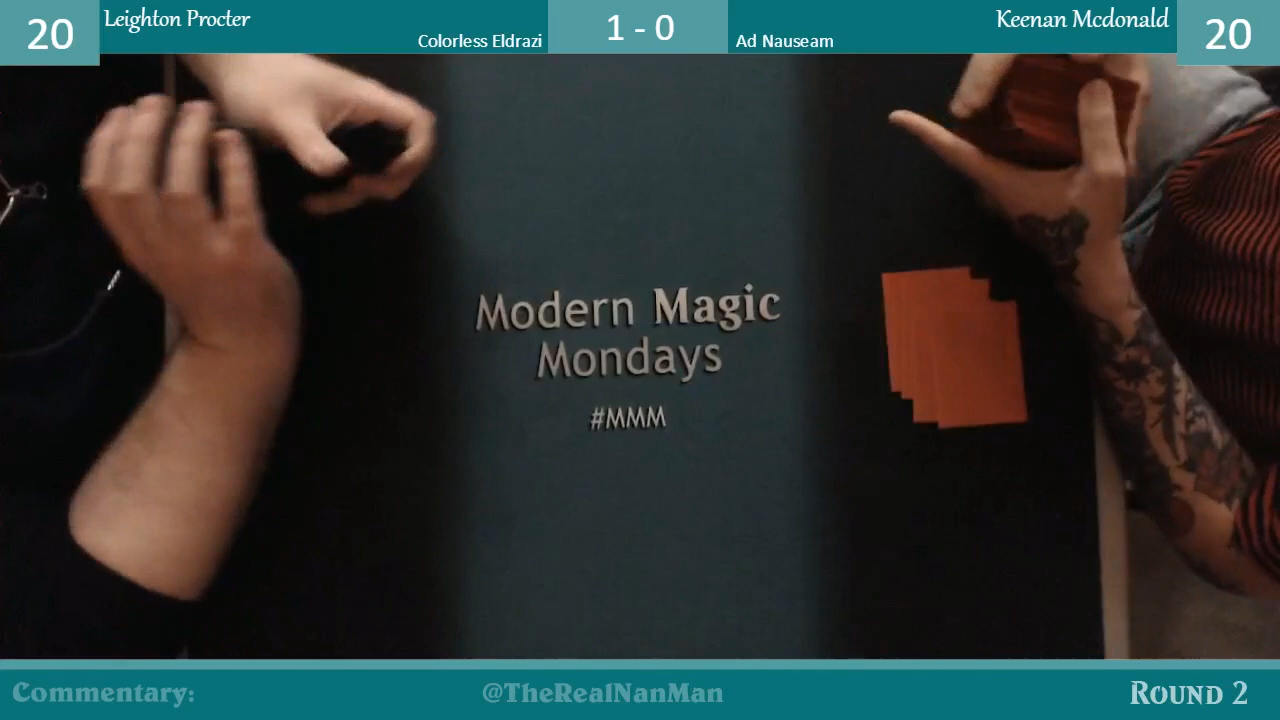 20
Leighton Procter
Colorless Eldrazi
1 - 0
Keenan Mcdonald
Ad Nauseam
20
Modern Magic
Mondays
#MMM
Commentary:
@TheRealNanMan
Round 2